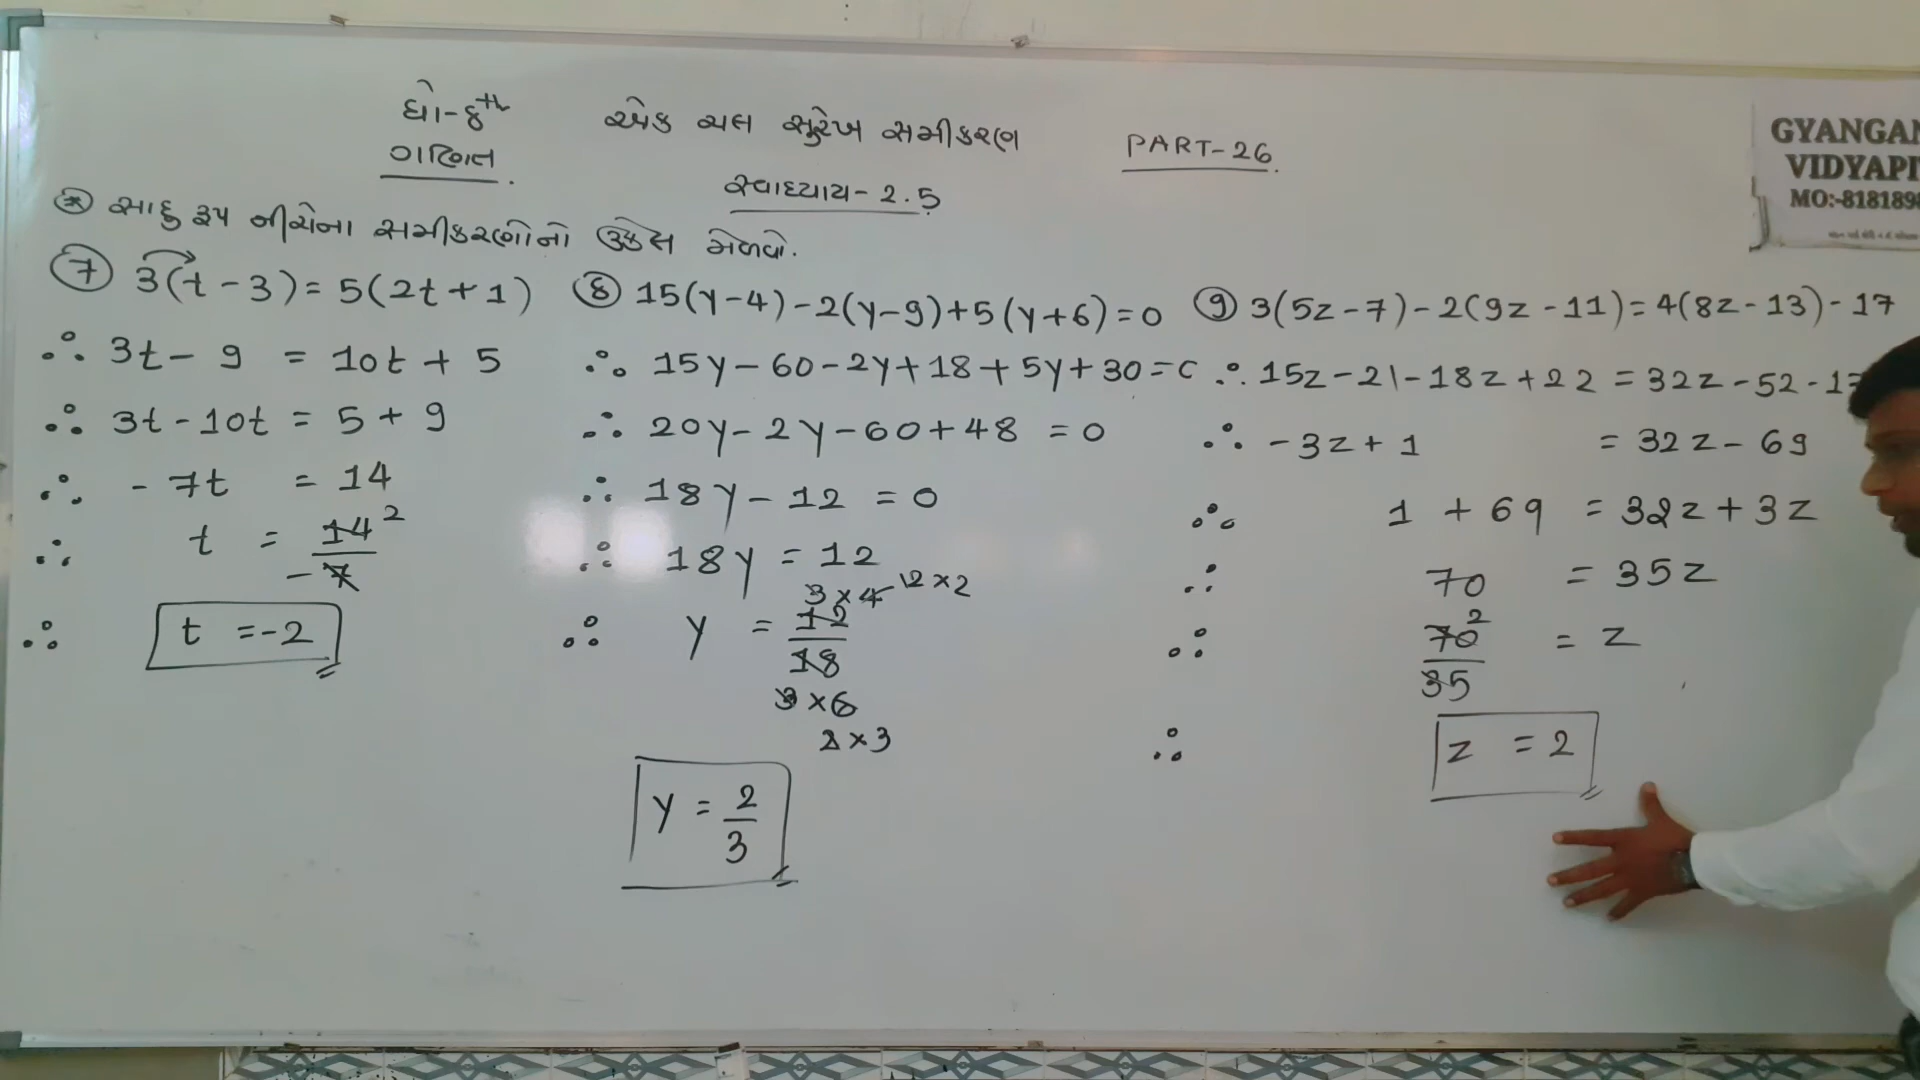 ધો-8th
ગણિત
એક ચલ સુરેખ સમીકરણ
સ્વાધ્યાય-2.5
PART-26.
GYANGAN
VIDYAPI
MO:-8181898
* સાદુ રૂપ નીચેના સમીકરણોનો ઉકેલ મેળવો.
7 3(t-3)=5(2t+1)
∴ 3t-9 = 10t+5
∴ 3t-10t = 5+9
∴ -7t = 14
∴ t = 14 2
-7
∴ t =-2
8 15(y-4)-2(y-9)+5(y+6)=0
∴ 15y-60-2y+18+5y+30=0
∴ 20y-2y-60+48 =0
∴ 18y-12 =0
∴ 18y =12
3×4 2×2
∴ y = 12
18
3×6
2×3
y = 2
3
9 3(5z-7)-2(9z-11)=4(8z-13)-17
∴ 15z-21-18z+22 =32z-52-17
∴ -3z+1 =32z-69
∴ 1+69 =32z+3z
∴ 70 =35z
∴ 70 2 = z
35
∴ z =2